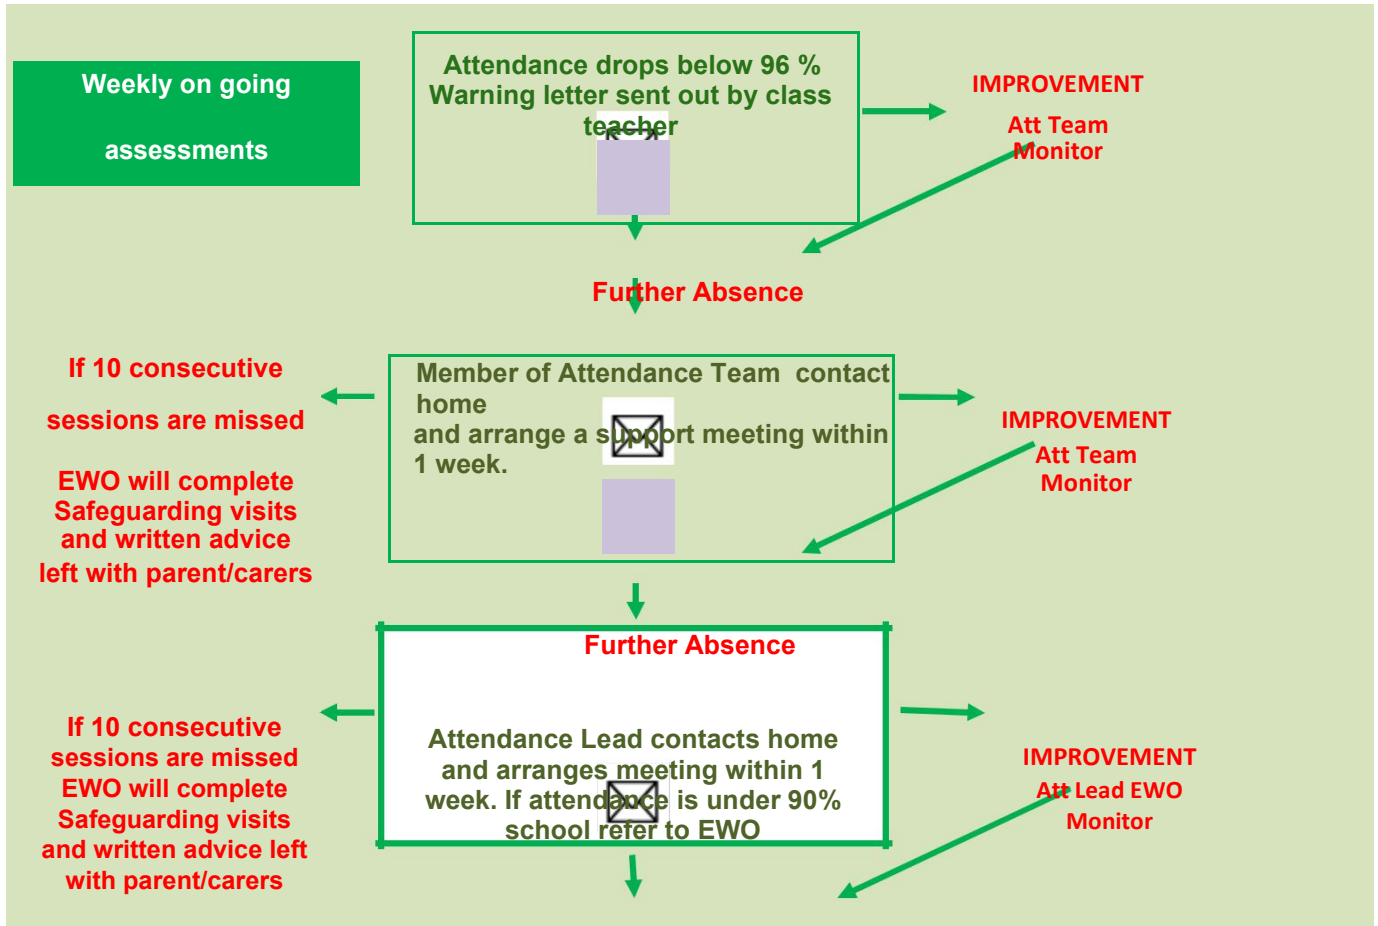 Weekly on going
assessments
Attendance drops below 96 %
Warning letter sent out by class
teacher
IMPROVEMENT
Att Team
Monitor
Further Absence
If 10 consecutive
sessions are missed
EWO will complete
Safeguarding visits
and written advice
left with parent/carers
Member of Attendance Team contact
home
and arrange a support meeting within
1 week.
IMPROVEMENT
Att Team
Monitor
Further Absence
If 10 consecutive
sessions are missed
EWO will complete
Safeguarding visits
and written advice left
with parent/carers
Attendance Lead contacts home
and arranges meeting within 1
week. If attendance is under 90%
school refer to EWO
IMPROVEMENT
Att Lead EWO
Monitor